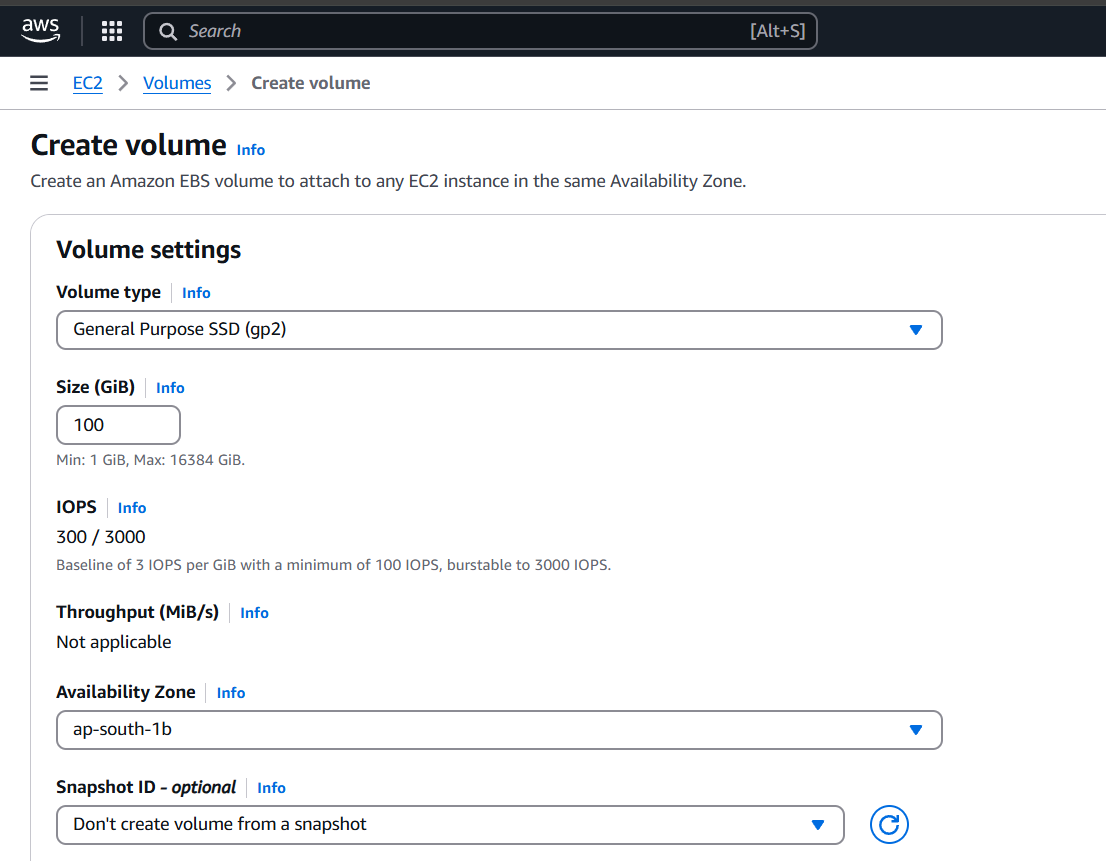 aws
Search [Alt+S]
EC2 > Volumes > Create volume
Create volume Info
Create an Amazon EBS volume to attach to any EC2 instance in the same Availability Zone.
Volume settings
Volume type Info
General Purpose SSD (gp2)
Size (GiB) Info
100
Min: 1 GiB, Max: 16384 GiB.
IOPS Info
300 / 3000
Baseline of 3 IOPS per GiB with a minimum of 100 IOPS, burstable to 3000 IOPS.
Throughput (MiB/s) Info
Not applicable
Availability Zone Info
ap-south-1b
Snapshot ID - optional Info
Don't create volume from a snapshot